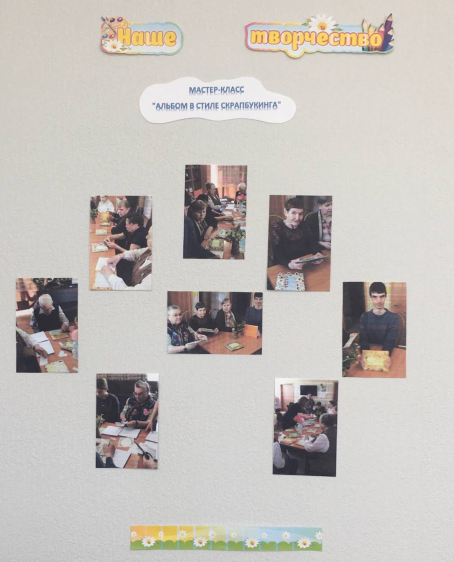 Наше творчество
МАСТЕР-КЛАСС
"АЛЬБОМ В СТИЛЕ СКРАПБУКИНГА"